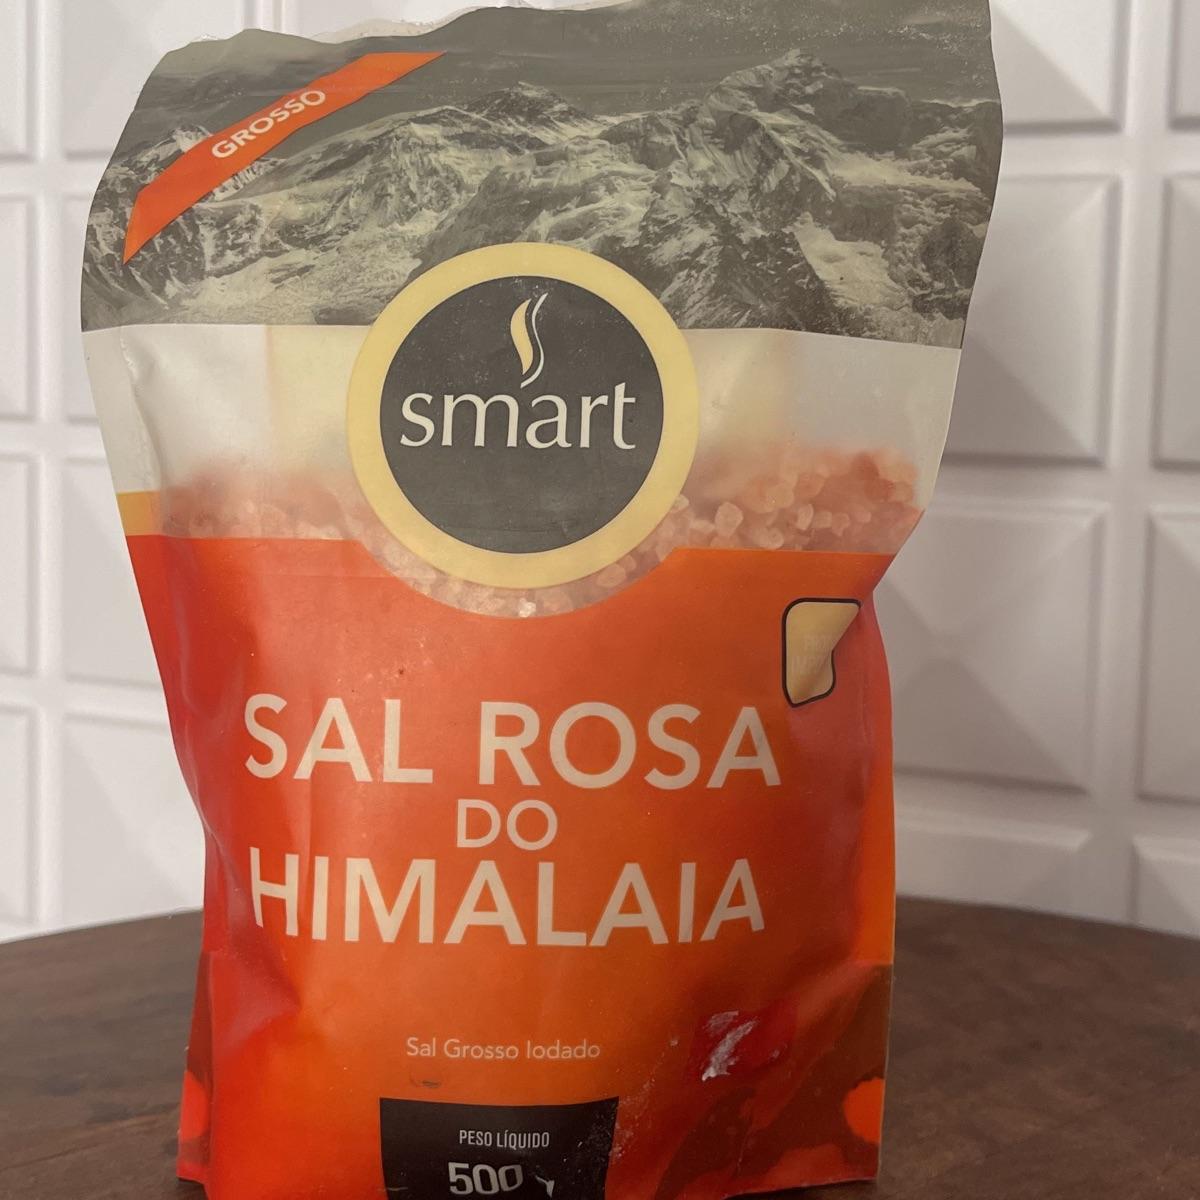 GROSSO
smart
SAL ROSA
DO
HIMALAIA
Sal Grosso Iodado
PESO LÍQUIDO
500